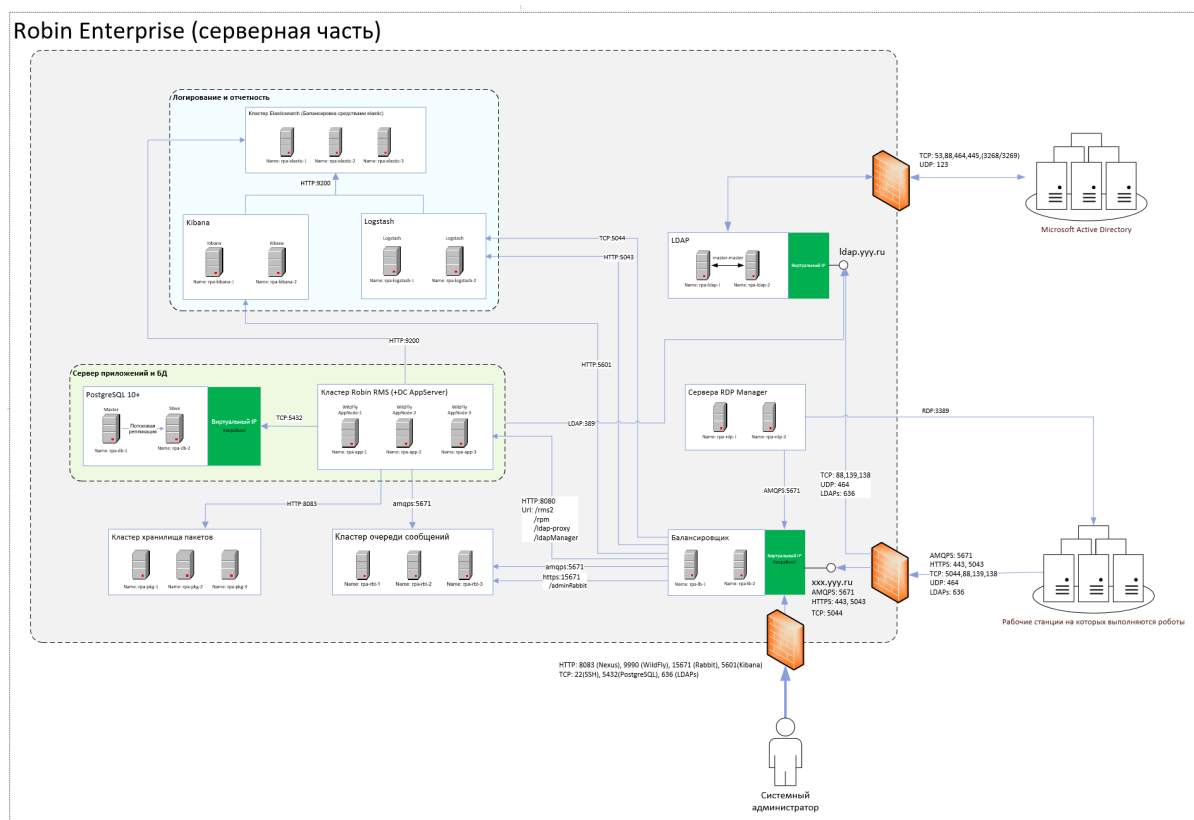 Robin Enterprise (серверная часть)
Логирование и отчетность
Кластер Elasticsearch (Балансировка средствами elastic)
Name: rpa-elastic-1
Name: rpa-elastic-2
Name: rpa-elastic-3
HTTP:9200
Kibana
Kibana
Name: rpa-kibana-1
Kibana
Name: rpa-kibana-2
Logstash
Logstash
Name: rpa-logstash-1
Logstash
Name: rpa-logstash-2
TCP:5044
HTTP:5043
HTTP:9200
HTTP:5601
LDAP
master-master
Name: rpa-ldap-1
Name: rpa-ldap-2
Виртуальный IP
ldap.yyy.ru
TCP: 53,88,464,445,(3268/3269)
UDP: 123
Microsoft Active Directory
Сервер приложений и БД
PostgreSQL 10+
Master
Name: rpa-db-1
Потоковая
репликация
Slave
Name: rpa-db-2
Виртуальный IP
TCP:5432
Кластер Robin RMS (+DC AppServer)
WildFly
AppNode-1
Name: rpa-app-1
WildFly
AppNode-2
Name: rpa-app-2
WildFly
AppNode-3
Name: rpa-app-3
LDAP:389
Сервера RDP Manager
Name: rpa-rdp-1
Name: rpa-rdp-2
RDP:3389
AMQPS:5671
TCP: 88,139,138
UDP: 464
LDAPs: 636
HTTP:8083
amqps:5671
HTTP:8080
Url: /rms2
/rpm
/ldap-proxy
/ldapManager
Кластер хранилища пакетов
Name: rpa-pkg-1
Name: rpa-pkg-2
Name: rpa-pkg-3
Кластер очереди сообщений
Name: rpa-rbt-1
Name: rpa-rbt-2
Name: rpa-rbt-3
amqps:5671
https:15671
/adminRabbit
Балансировщик
Name: rpa-lb-1
Name: rpa-lb-2
Виртуальный IP
xxx.yyy.ru
AMQPS: 5671
HTTPS: 443, 5043
TCP: 5044
AMQPS: 5671
HTTPS: 443, 5043
TCP: 5044,88,139,138
UDP: 464
LDAPs: 636
Рабочие станции на которых выполняются роботы
HTTP: 8083 (Nexus), 9990 (WildFly), 15671 (Rabbit), 5601(Kibana)
TCP: 22(SSH), 5432(PostgreSQL), 636 (LDAPs)
Системный
администратор